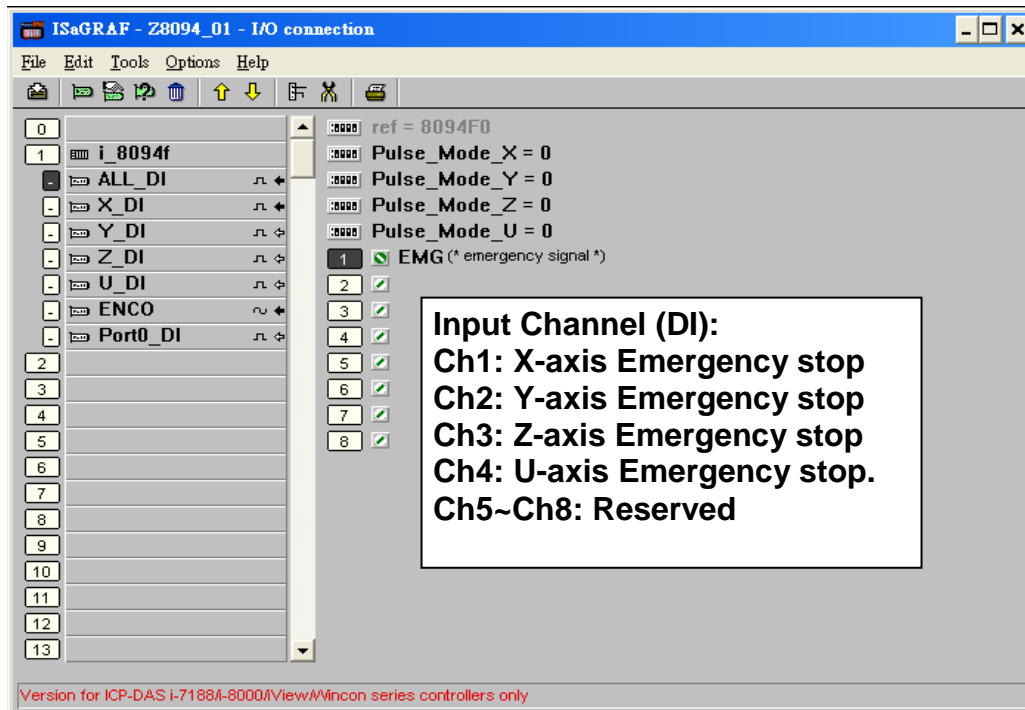 ISaGRAF - Z8094_01 - I/O connection
File Edit Tools Options Help
0
1 i_8094f
- ALL_DI
- X_DI
- Y_DI
- Z_DI
- U_DI
- ENCO
- Port0_DI
2
3
4
5
6
7
8
9
10
11
12
13
ref = 8094F0
Pulse_Mode_X = 0
Pulse_Mode_Y = 0
Pulse_Mode_Z = 0
Pulse_Mode_U = 0
1 EMG (* emergency signal *)
2
3
4
5
6
7
8
Input Channel (DI):
Ch1: X-axis Emergency stop
Ch2: Y-axis Emergency stop
Ch3: Z-axis Emergency stop
Ch4: U-axis Emergency stop.
Ch5~Ch8: Reserved
Version for ICP-DAS i-7188/i-8000/iView/Wincon series controllers only